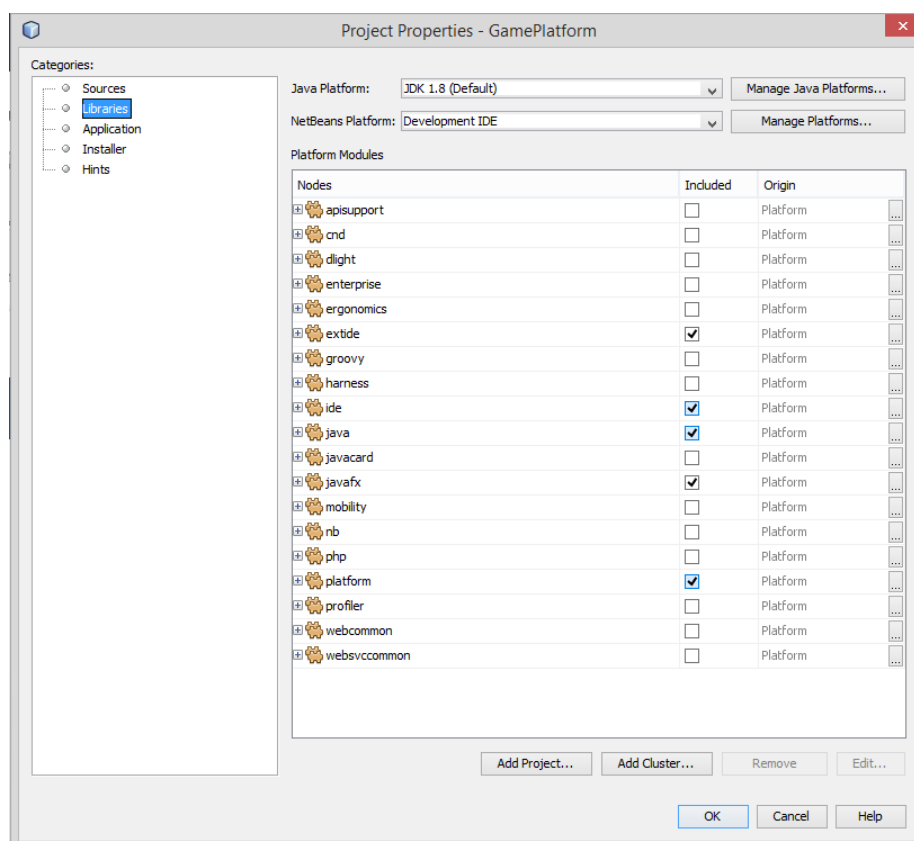 Project Properties - GamePlatform
Categories:
Sources
Libraries
Application
Installer
Hints
Java Platform: JDK 1.8 (Default) Manage Java Platforms...
NetBeans Platform: Development IDE Manage Platforms...
Platform Modules
Nodes Included Origin
apisupport Platform ...
cnd Platform ...
dlight Platform ...
enterprise Platform ...
ergonomics Platform ...
extide Platform ...
groovy Platform ...
harness Platform ...
ide Platform ...
java Platform ...
javacard Platform ...
javafx Platform ...
mobility Platform ...
nb Platform ...
php Platform ...
platform Platform ...
profiler Platform ...
webcommon Platform ...
websvccommon Platform ...
Add Project... Add Cluster... Remove Edit...
OK Cancel Help